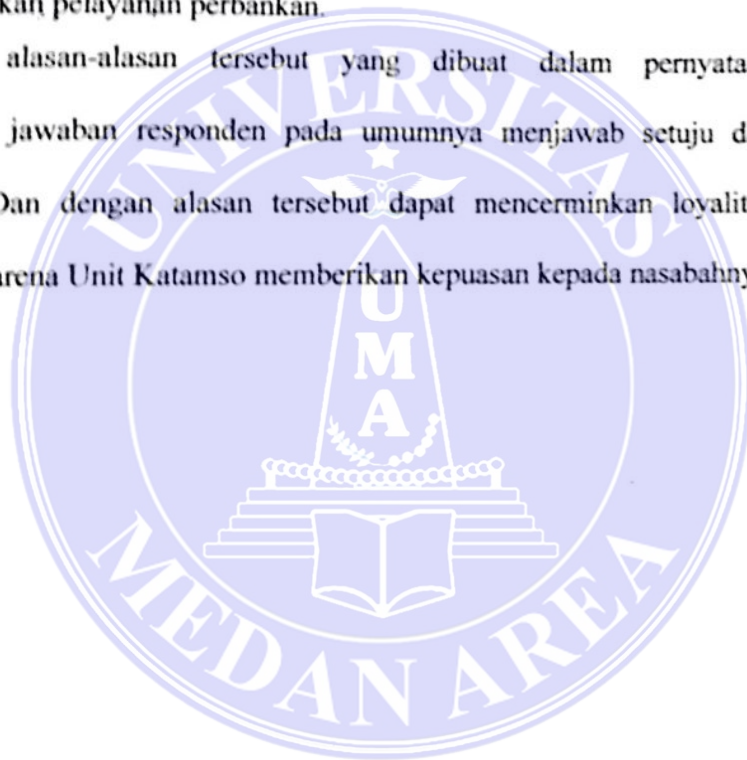 kan pelayanan perbankan.
alasan-alasan tersebut yang dibuat dalam pernyata
jawaban responden pada umumnya menjawab setuju d
Dan dengan alasan tersebut dapat mencerminkan loyalit
arena Unit Katamso memberikan kepuasan kepada nasabahny
UNIVERSITAS
UMA
MEDAN AREA